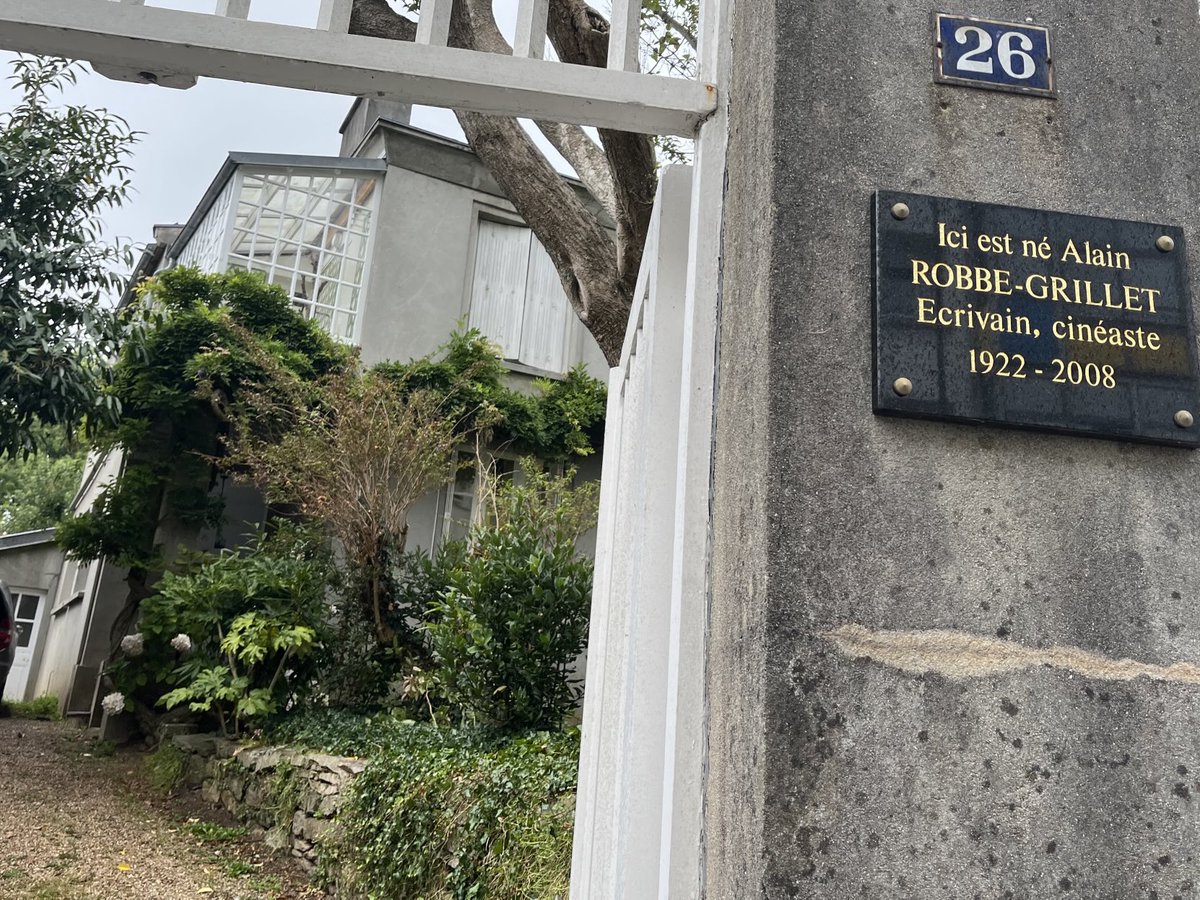 26
Ici est né Alain
ROBBE-GRILLET
Ecrivain, cinéaste
1922 - 2008